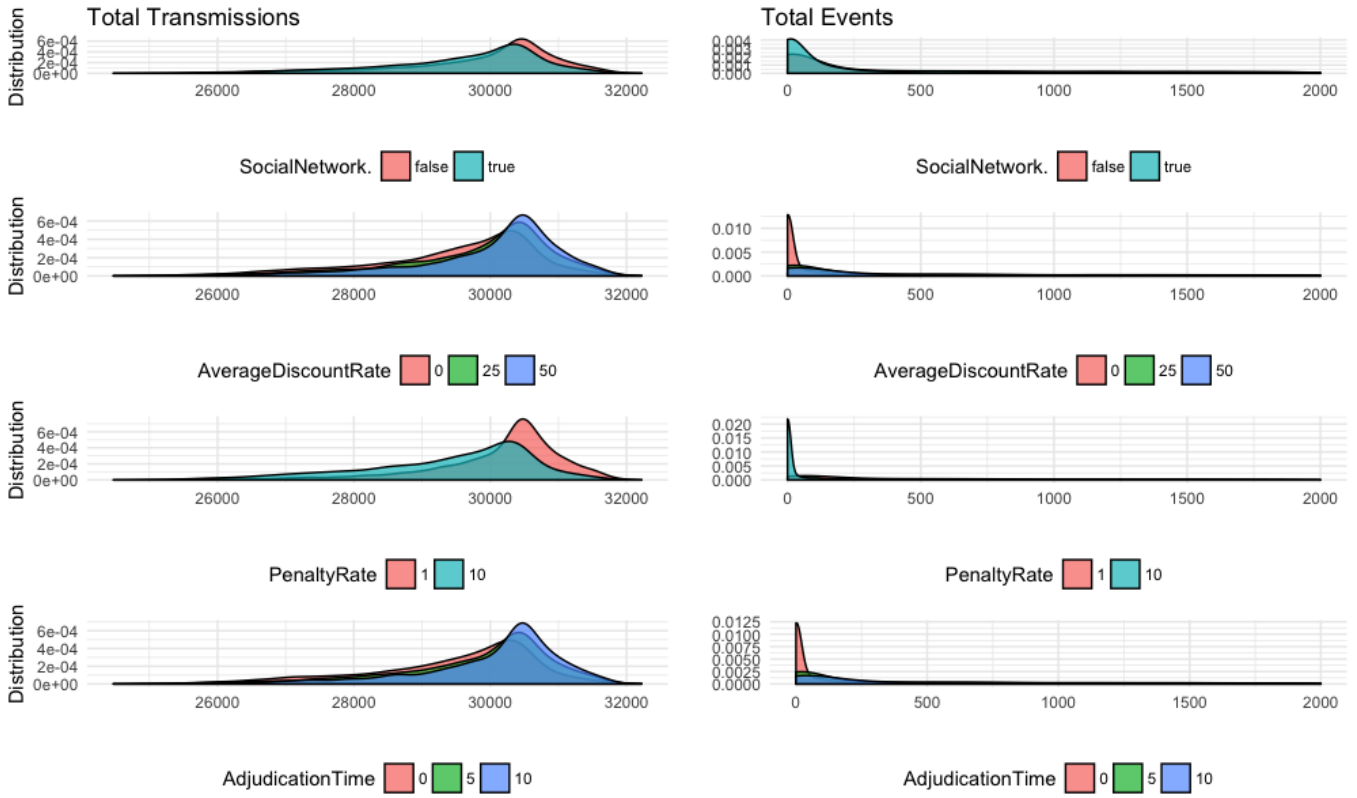 Total Transmissions
Total Events
Distribution
6e-04
4e-04
2e-04
0e+00
26000 28000 30000 32000
0.004
0.003
0.002
0.001
0.000
0 500 1000 1500 2000
SocialNetwork. false true
SocialNetwork. false true
Distribution
6e-04
4e-04
2e-04
0e+00
26000 28000 30000 32000
0.010
0.005
0.000
0 500 1000 1500 2000
AverageDiscountRate 0 25 50
AverageDiscountRate 0 25 50
Distribution
6e-04
4e-04
2e-04
0e+00
26000 28000 30000 32000
0.020
0.015
0.010
0.005
0.000
0 500 1000 1500 2000
PenaltyRate 1 10
PenaltyRate 1 10
Distribution
6e-04
4e-04
2e-04
0e+00
26000 28000 30000 32000
0.0125
0.0100
0.0075
0.0050
0.0025
0.0000
0 500 1000 1500 2000
AdjudicationTime 0 5 10
AdjudicationTime 0 5 10